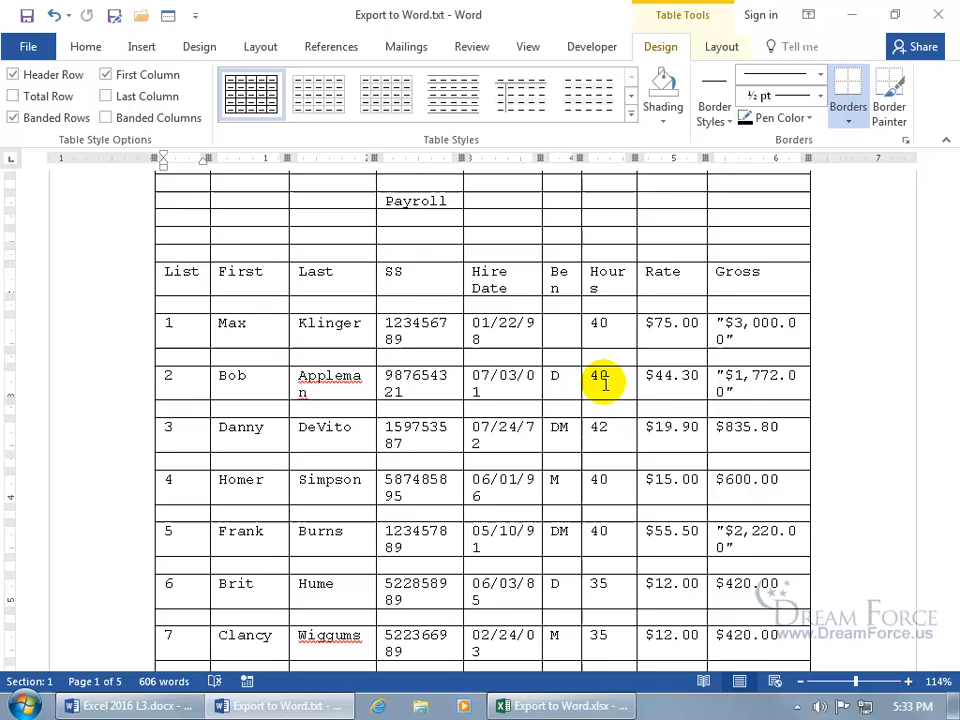 Export to Word.txt - Word
Table Tools
Sign in
File Home Insert Design Layout References Mailings Review View Developer Design Layout Tell me Share
Header Row First Column
Total Row Last Column
Banded Rows Banded Columns
Shading
Border Styles
½ pt
Pen Color
Borders
Border Painter
Table Style Options Table Styles Borders
1 1 2 3 4 5 6 7
Payroll
List First Last SS Hire Date Ben Hours Rate Gross
1 Max Klinger 123456789 01/22/98 40 $75.00 "$3,000.00"
2 Bob Appleman 987654321 07/03/01 D 40 $44.30 "$1,772.00"
3 Danny DeVito 159753587 07/24/72 DM 42 $19.90 $835.80
4 Homer Simpson 587485895 06/01/96 M 40 $15.00 $600.00
5 Frank Burns 123457889 05/10/91 DM 40 $55.50 "$2,220.00"
6 Brit Hume 522858989 06/03/85 D 35 $12.00 $420.00
7 Clancy Wiggums 522366989 02/24/03 M 35 $12.00 $420.00
DREAM FORCE
www.DreamForce.us
Section: 1 Page 1 of 5 606 words 114%
Excel 2016 L3.docx - ... Export to Word.txt - ... Export to Word.xlsx - ... 5:33 PM